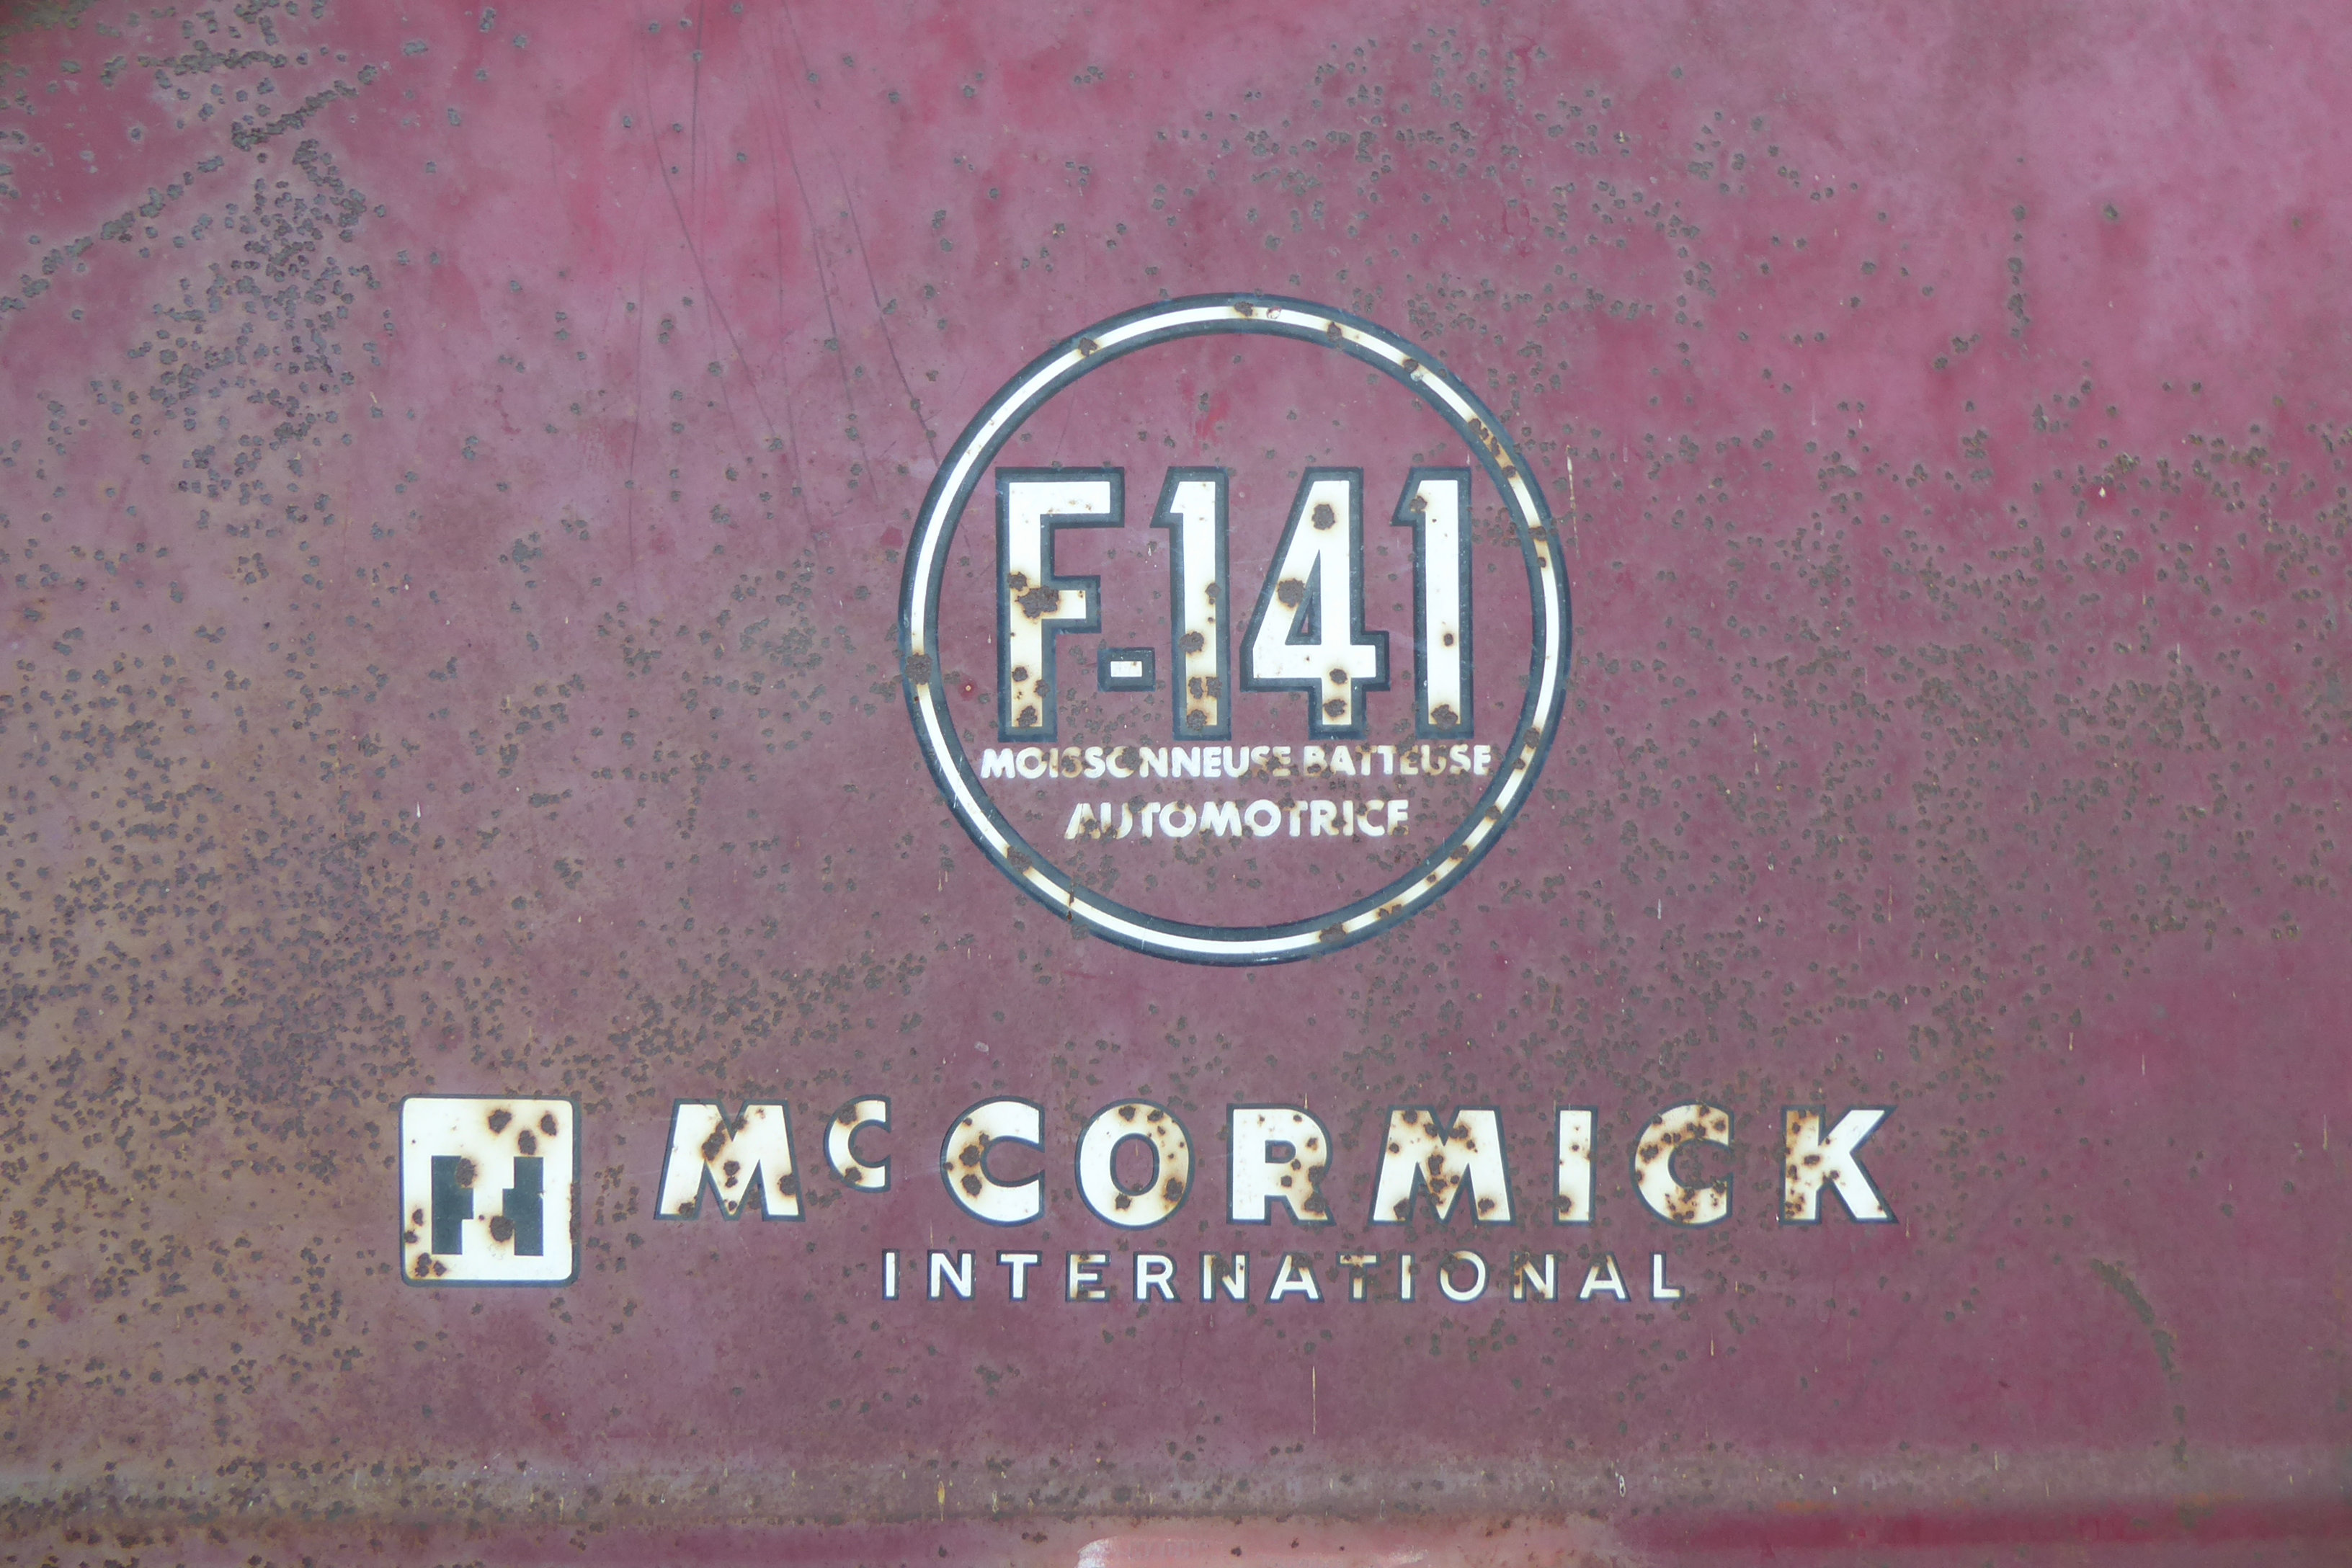 F-141
MOISSONNEUSE BATTEUSE
AUTOMOTRICE
McCORMICK
INTERNATIONAL